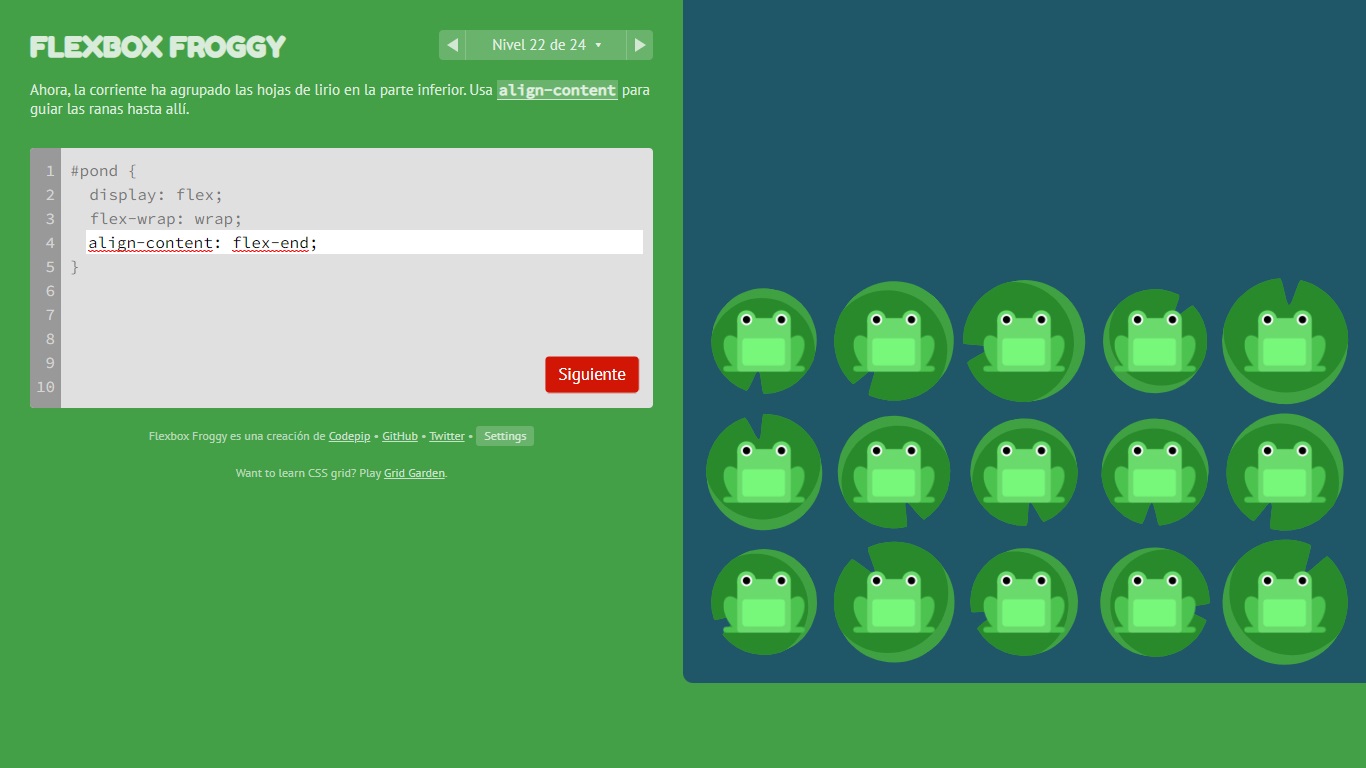 FLEXBOX FROGGY
Nivel 22 de 24
Ahora, la corriente ha agrupado las hojas de lirio en la parte inferior. Usa align-content para
guiar las ranas hasta allí.
1 #pond {
2 display: flex;
3 flex-wrap: wrap;
4 align-content: flex-end;
5 }
6
7
8
9
10
Siguiente
Flexbox Froggy es una creación de Codepip • GitHub • Twitter • Settings
Want to learn CSS grid? Play Grid Garden.